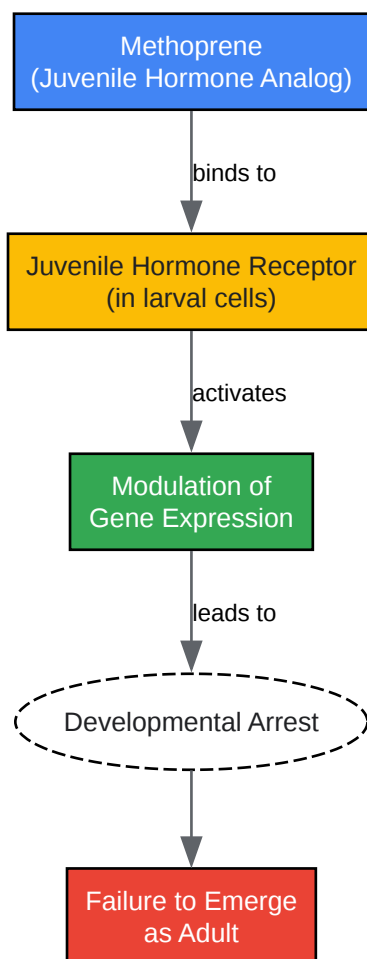 Methoprene
(Juvenile Hormone Analog)
binds to
Juvenile Hormone Receptor
(in larval cells)
activates
Modulation of
Gene Expression
leads to
Developmental Arrest
Failure to Emerge
as Adult